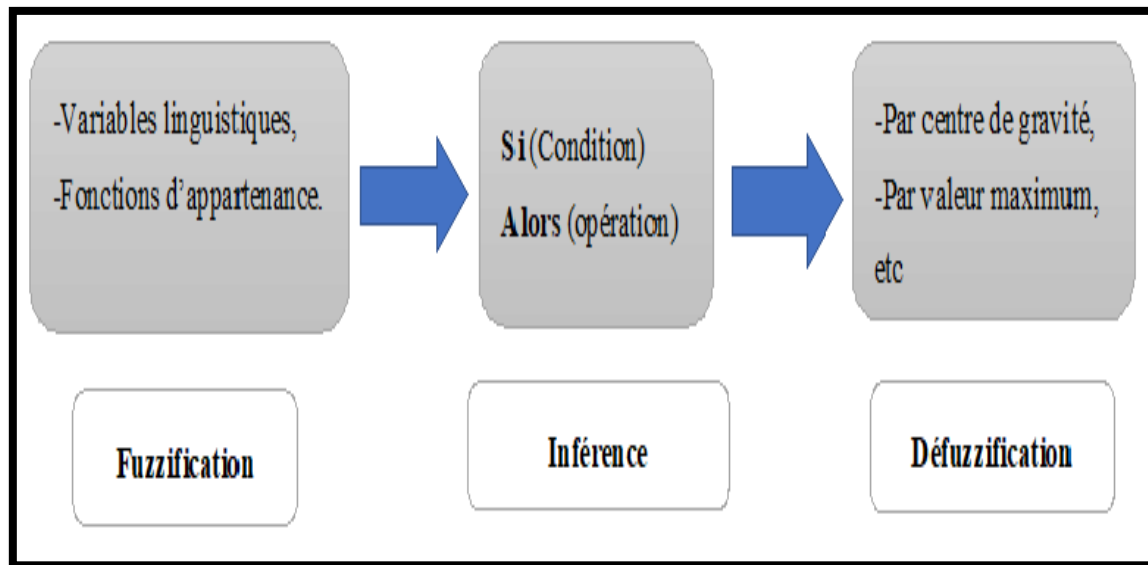 -Variables linguistiques,
-Fonctions d’appartenance.
Si (Condition)
Alors (opération)
-Par centre de gravité,
-Par valeur maximum,
etc
Fuzzification
Inférence
Défuzzification